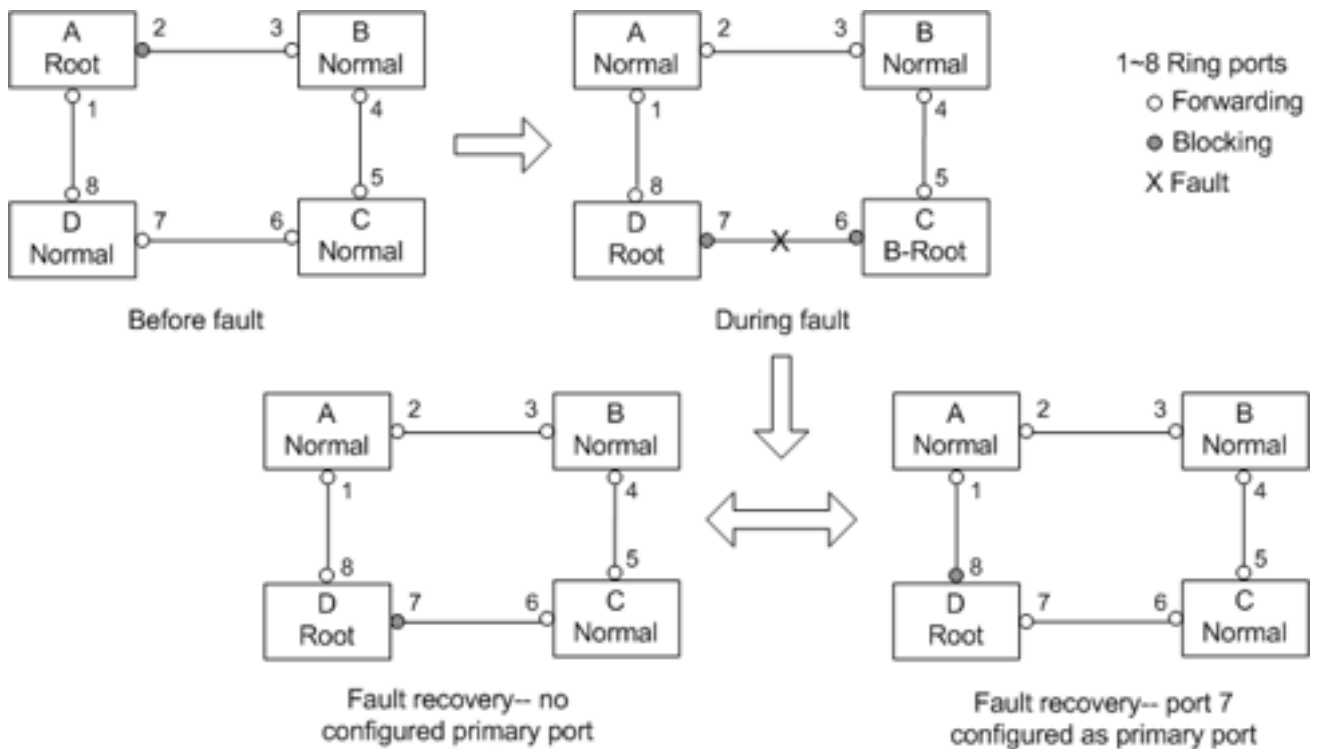 A
Root
2
3
B
Normal
1
4
8
5
D
Normal
7
6
C
Normal
Before fault
A
Normal
2
3
B
Normal
1
4
8
5
D
Root
7
X
6
C
B-Root
During fault
1~8 Ring ports
Forwarding
Blocking
X Fault
A
Normal
2
3
B
Normal
1
4
8
5
D
Root
7
6
C
Normal
Fault recovery-- no
configured primary port
A
Normal
2
3
B
Normal
1
4
8
5
D
Root
7
6
C
Normal
Fault recovery-- port 7
configured as primary port